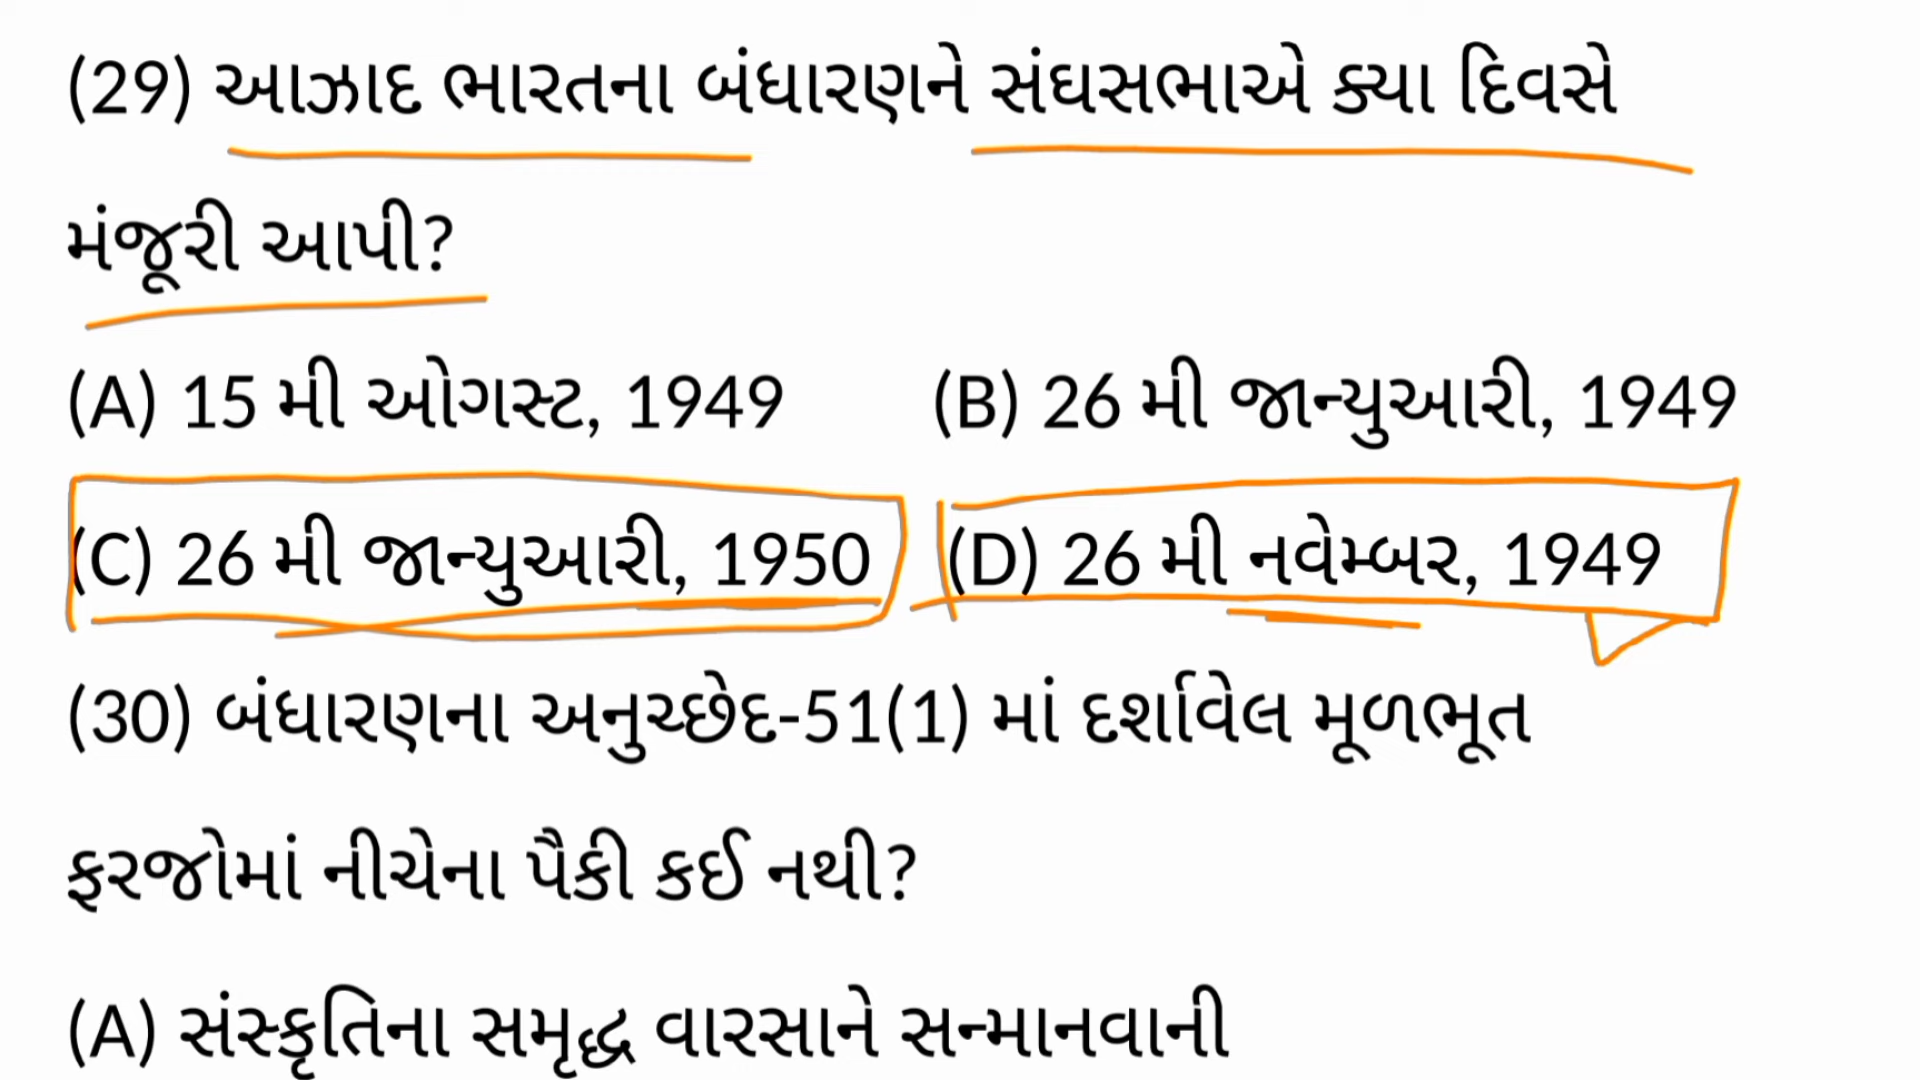 (29) આઝાદ ભારતના બંધારણને સંઘસભાએ ક્યા દિવસે
મંજૂરી આપી?
(A) 15 મી ઓગસ્ટ, 1949 (B) 26 મી જાન્યુઆરી, 1949
(C) 26 મી જાન્યુઆરી, 1950 (D) 26 મી નવેમ્બર, 1949
(30) બંધારણના અનુચ્છેદ-51(1) માં દર્શાવેલ મૂળભૂત
ફરજોમાં નીચેના પૈકી કઈ નથી?
(A) સંસ્કૃતિના સમૃદ્ધ વારસાને સન્માનવાની